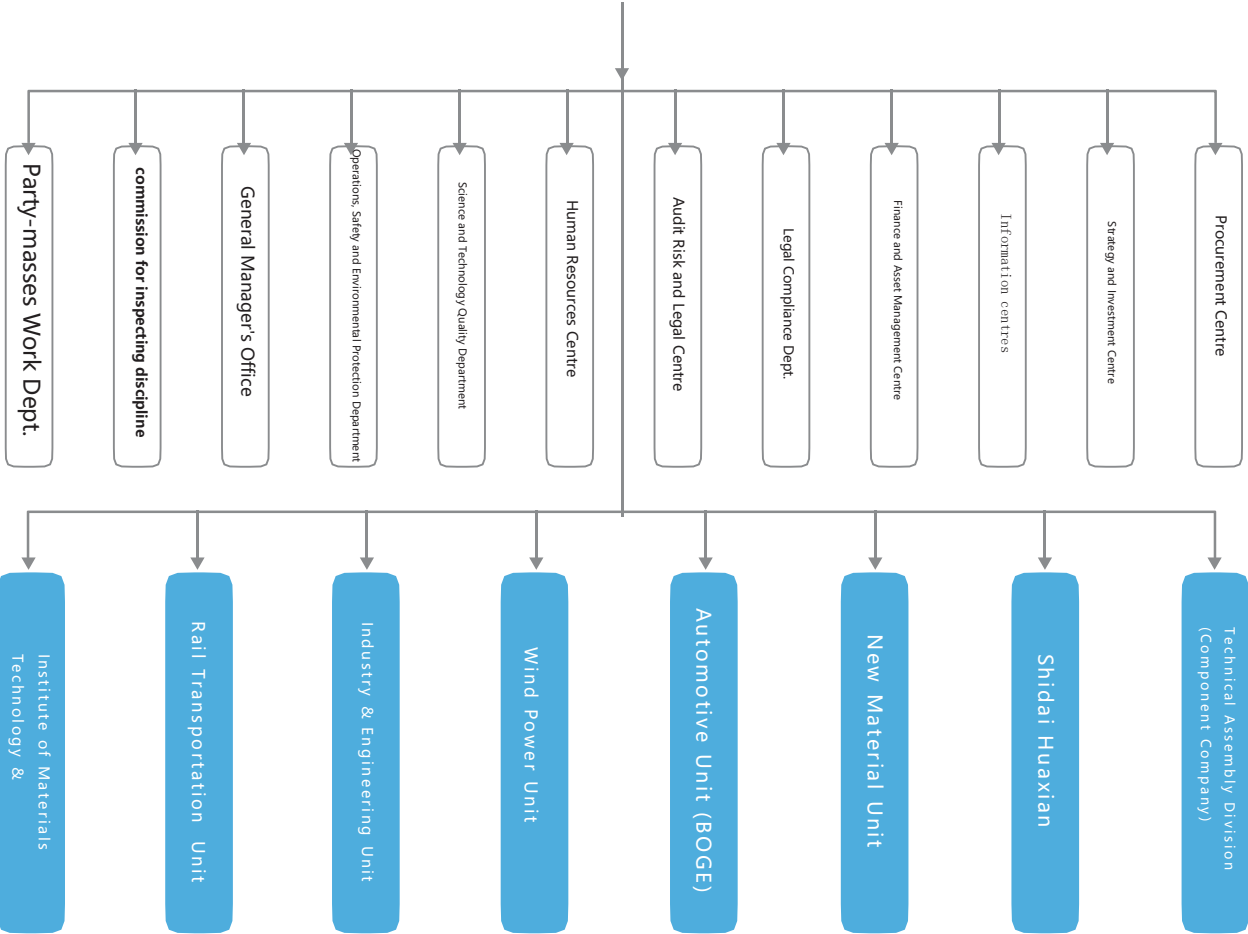 Party-masses Work Dept.
commission for inspecting discipline
General Manager's Office
Operations, Safety and Environmental Protection Department
Science and Technology Quality Department
Human Resources Centre
Audit Risk and Legal Centre
Legal Compliance Dept.
Finance and Asset Management Centre
Information centres
Strategy and Investment Centre
Procurement Centre
Institute of Materials
Technology &
Rail Transportation Unit
Industry & Engineering Unit
Wind Power Unit
Automotive Unit (BOGE)
New Material Unit
Shidai Huaxian
Technical Assembly Division
(Component Company)